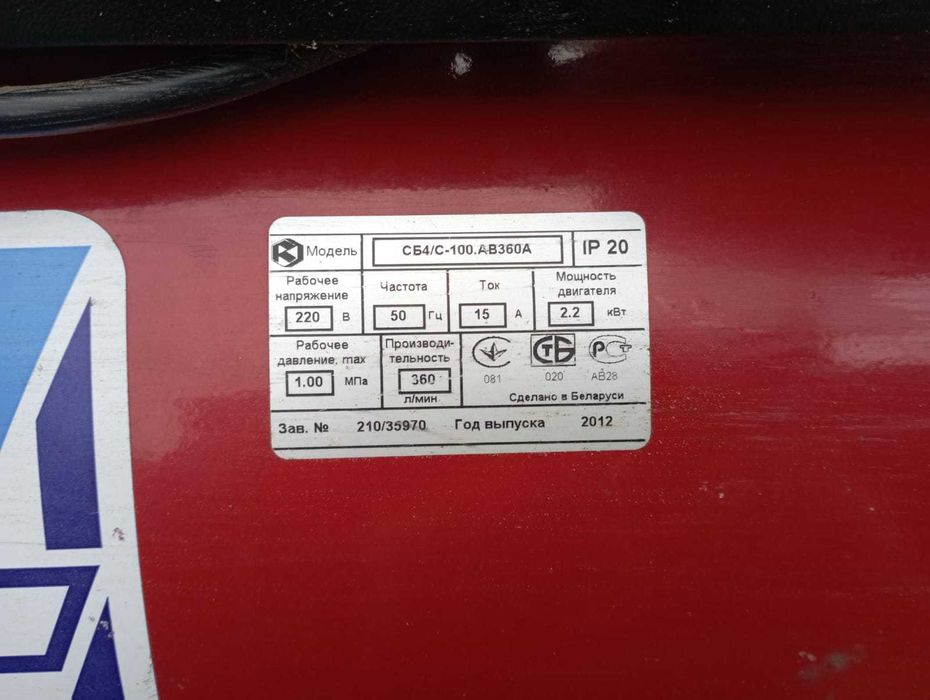 Модель СБ4/С-100.АВ360А IP 20
Рабочее напряжение 220 В
Частота 50 Гц
Ток 15 А
Мощность двигателя 2.2 кВт
Рабочее давление, max 1.00 МПа
Производи-
тельность 360 л/мин
081
СТБ 020
РСт АВ28
Сделано в Беларуси
Зав. № 210/35970 Год выпуска 2012